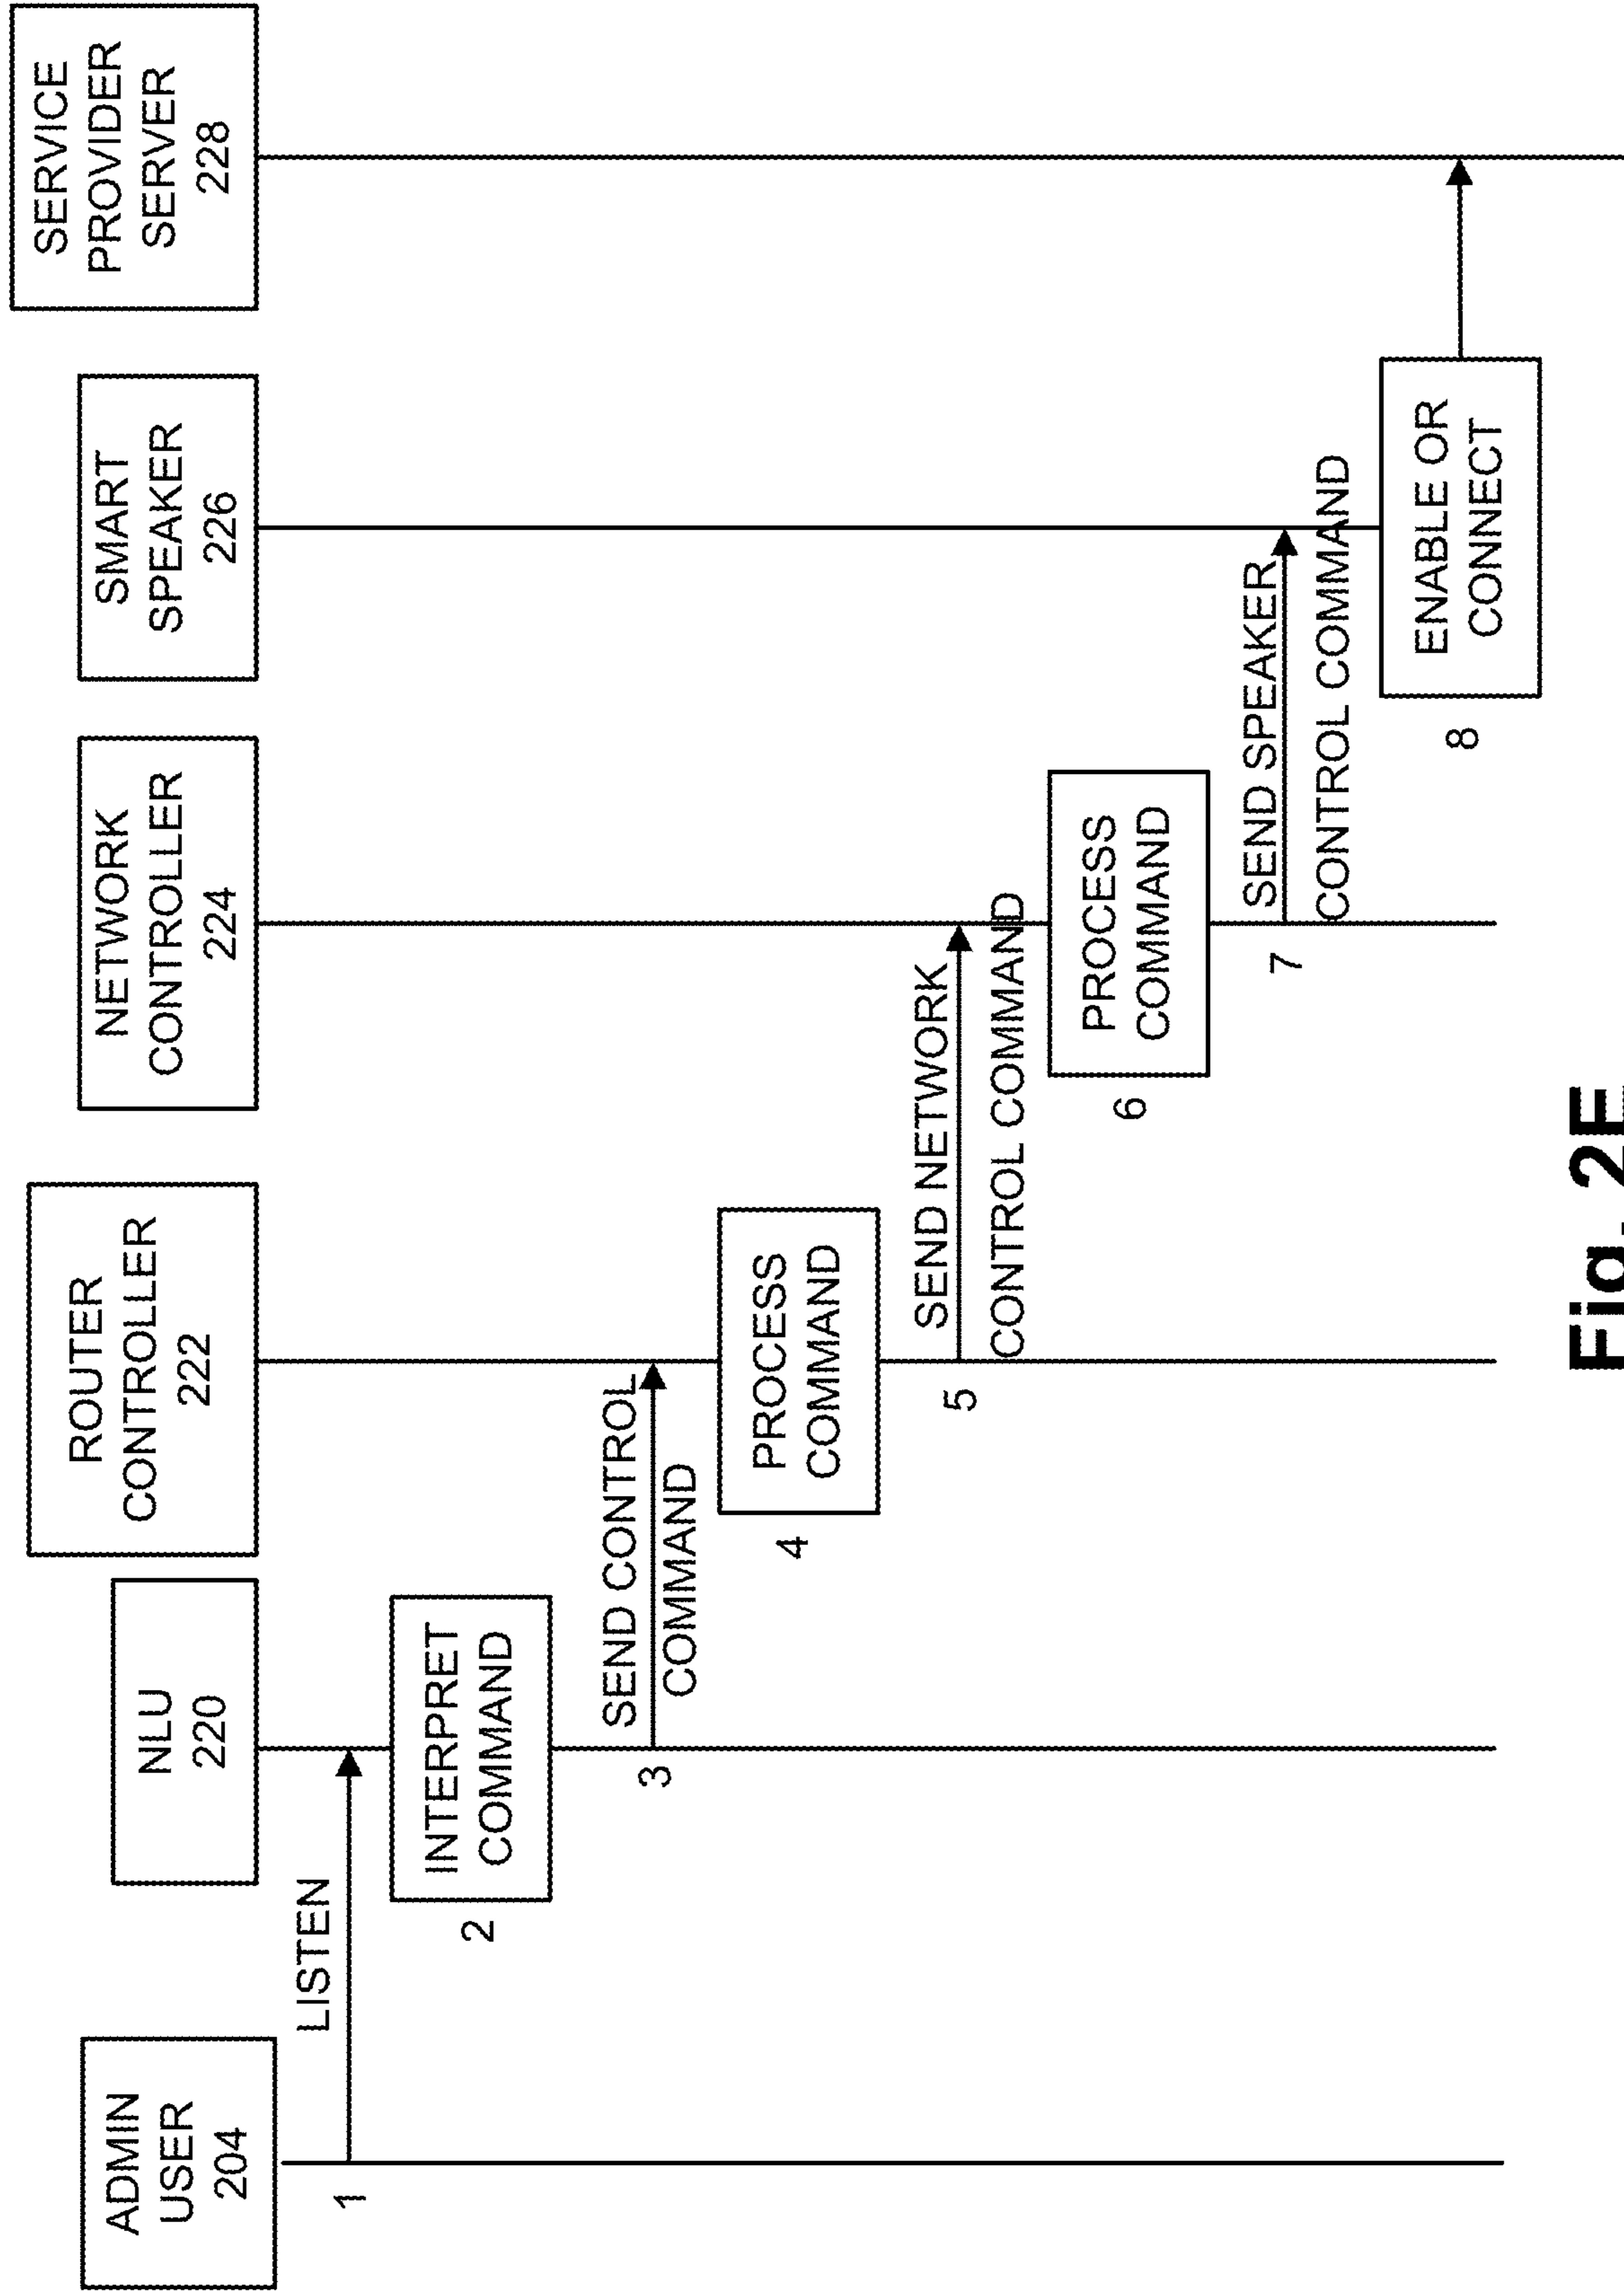 ADMIN
USER
204
NLU
220
ROUTER
CONTROLLER
222
NETWORK
CONTROLLER
224
SMART
SPEAKER
226
SERVICE
PROVIDER
SERVER
228
1
LISTEN
2
INTERPRET
COMMAND
3
SEND CONTROL
COMMAND
4
PROCESS
COMMAND
5
SEND NETWORK
CONTROL COMMAND
6
PROCESS
COMMAND
7
SEND SPEAKER
CONTROL COMMAND
8
ENABLE OR
CONNECT
Fig. 2E